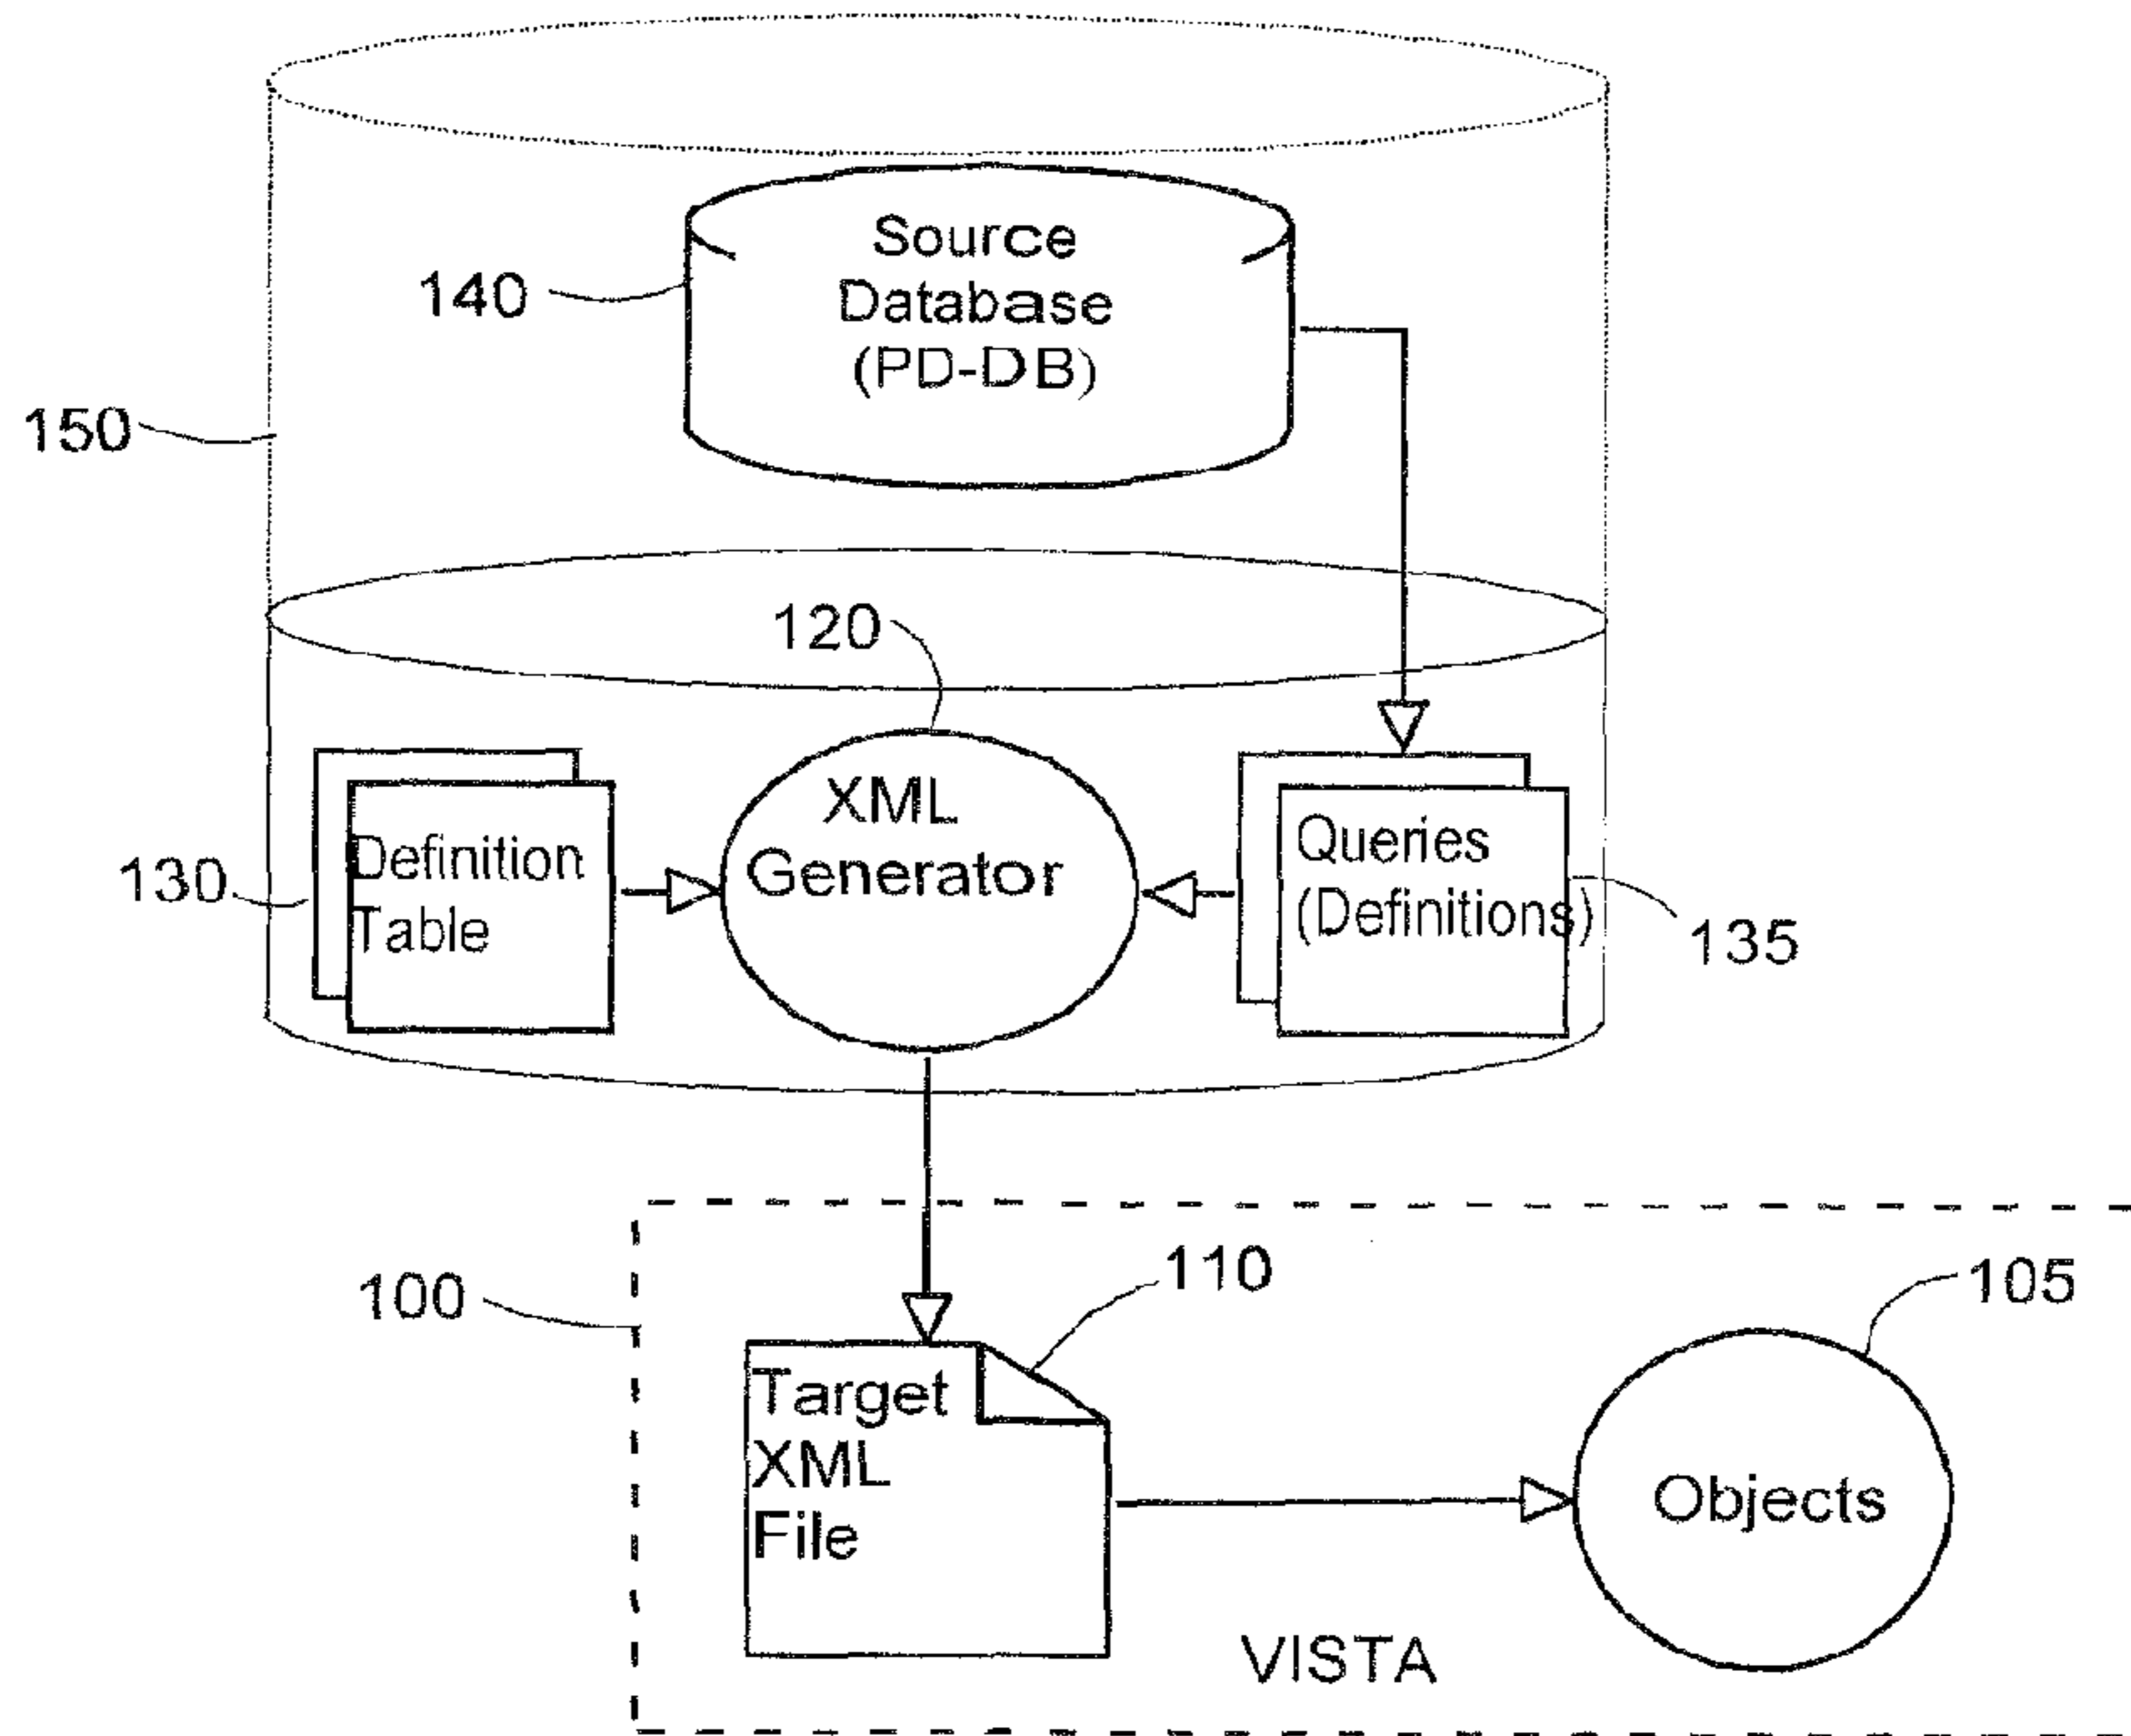 Source
Database
(PD-DB)
140
150
120
XML
Generator
Definition
Table
130
Queries
(Definitions)
135
100
110
105
Target
XML
File
Objects
VISTA